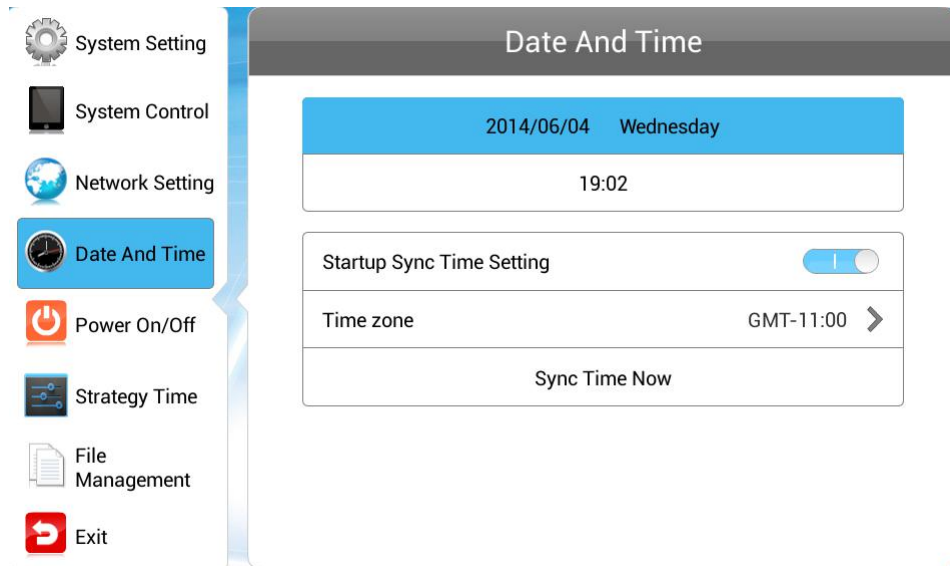 System Setting
System Control
Network Setting
Date And Time
Power On/Off
Strategy Time
File
Management
Exit
Date And Time
2014/06/04 Wednesday
19:02
Startup Sync Time Setting
Time zone GMT-11:00
Sync Time Now